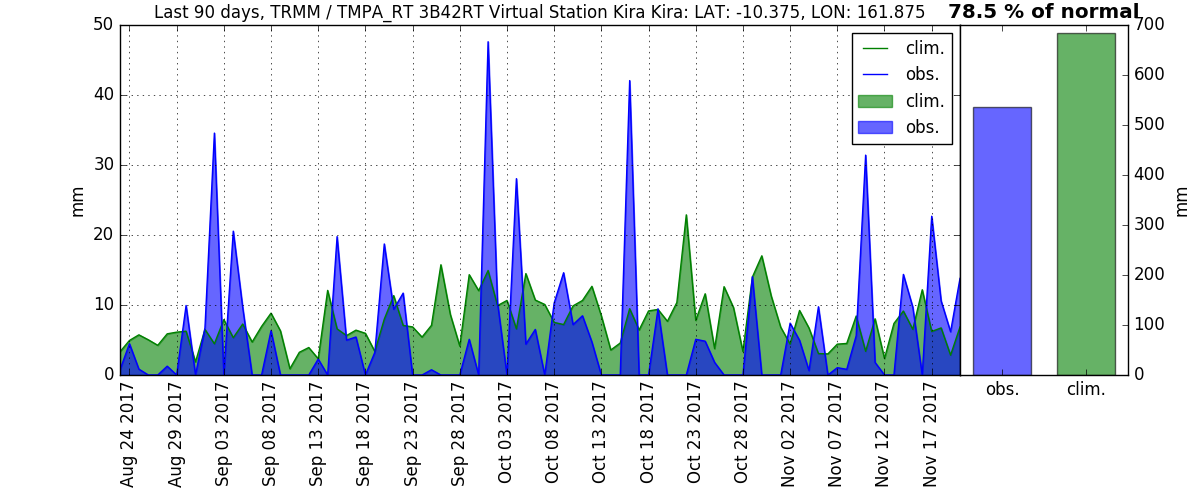 Last 90 days, TRMM / TMPA_RT 3B42RT Virtual Station Kira Kira: LAT: -10.375, LON: 161.875
78.5 % of normal
50
40
30
20
10
0
mm
clim.
obs.
clim.
obs.
700
600
500
400
300
200
100
0
mm
Aug 24 2017
Aug 29 2017
Sep 03 2017
Sep 08 2017
Sep 13 2017
Sep 18 2017
Sep 23 2017
Sep 28 2017
Oct 03 2017
Oct 08 2017
Oct 13 2017
Oct 18 2017
Oct 23 2017
Oct 28 2017
Nov 02 2017
Nov 07 2017
Nov 12 2017
Nov 17 2017
obs.
clim.